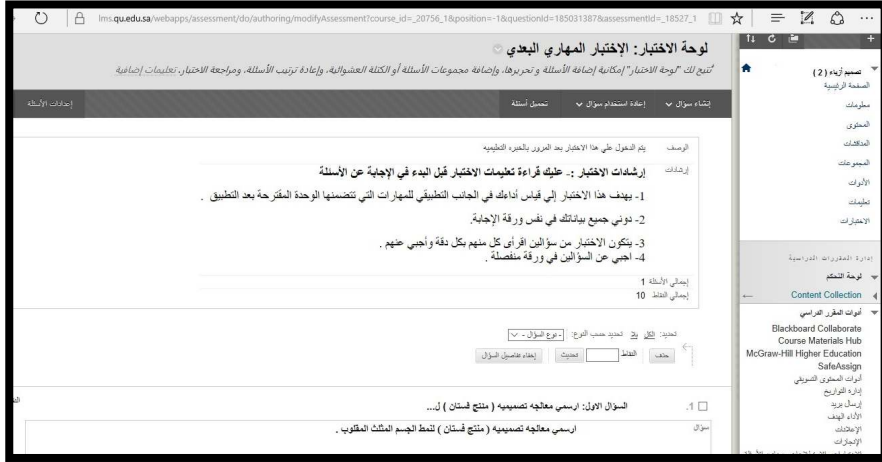 lms.qu.edu.sa/webapps/assessment/do/authoring/modifyAssessment?course_id=_20756_1&position=-1&questionId=185031387&assessmentId=_18527_1
لوحة الاختبار: الإختبار المهاري البعدي
تُتيح لك "لوحة الاختبار" إمكانية إضافة الأسئلة وتحريرها، وإضافة مجموعات الأسئلة أو الكتلة العشوائية، وإعادة ترتيب الأسئلة، ومراجعة الاختبار. تعليمات إضافية
إنشاء سؤال
إعادة استخدام سؤال
تحميل أسئلة
إعدادات الأسئلة
الوصف
يتم الدخول علي هذا الاختبار بعد المرور بالخبره التعليميه
إرشادات
إرشادات الاختبار :. عليك قراءة تعليمات الاختبار قبل البدء في الإجابة عن الأسئلة
1- يهدف هذا الاختبار إلي قياس أداءك في الجانب التطبيقي للمهارات التي تتضمنها الوحدة المقترحة بعد التطبيق .
2- دوني جميع بياناتك في نفس ورقة الإجابة.
3- يتكون الاختبار من سؤالين اقرأى كل منهم بكل دقة وأجبي عنهم .
4- اجبي عن السؤالين في ورقة منفصلة .
إجمالي الأسئلة 1
إجمالي النقاط 10
تحديد: الكل بلا تحديد حسب النوع: - نوع السؤال -
حذف
النقاط
تحديث
إخفاء تفاصيل السؤال
1. السؤال الاول: ارسمي معالجه تصميميه ( منتج فستان ) ل...
سؤال
ارسمي معالجه تصميميه ( منتج فستان ) لنمط الجسم المثلث المقلوب .
تصميم أزياء ( 2 )
الصفحة الرئيسية
معلومات
المحتوى
المناقشات
المجموعات
الأدوات
تعليمات
الاختبارات
إدارة المقررات الدراسية
لوحة التحكم
Content Collection
أدوات المقرر الدراسي
Blackboard Collaborate
Course Materials Hub
McGraw-Hill Higher Education
SafeAssign
أدوات المحتوى التسويقي
إدارة التواريخ
إرسال بريد
الأداء الهدف
الإعلانات
الإنجازات